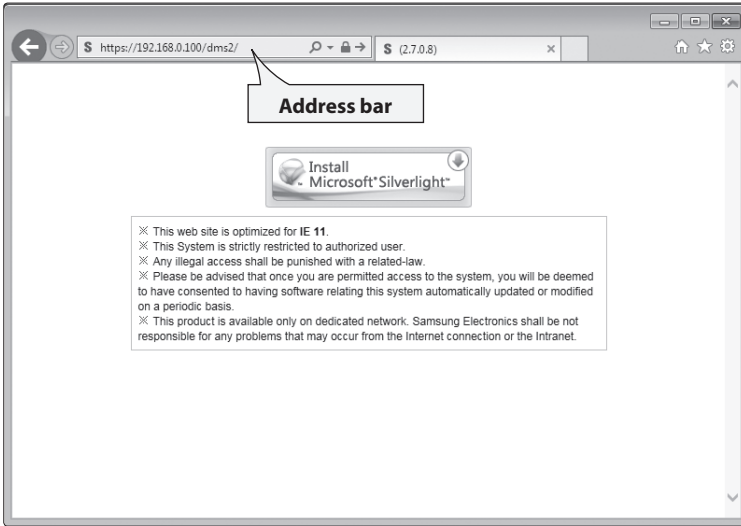 S https://192.168.0.100/dms2/
S (2.7.0.8)
Address bar
Install
Microsoft® Silverlight™
※ This web site is optimized for IE 11.
※ This System is strictly restricted to authorized user.
※ Any illegal access shall be punished with a related-law.
※ Please be advised that once you are permitted access to the system, you will be deemed
to have consented to having software relating this system automatically updated or modified
on a periodic basis.
※ This product is available only on dedicated network. Samsung Electronics shall be not
responsible for any problems that may occur from the Internet connection or the Intranet.